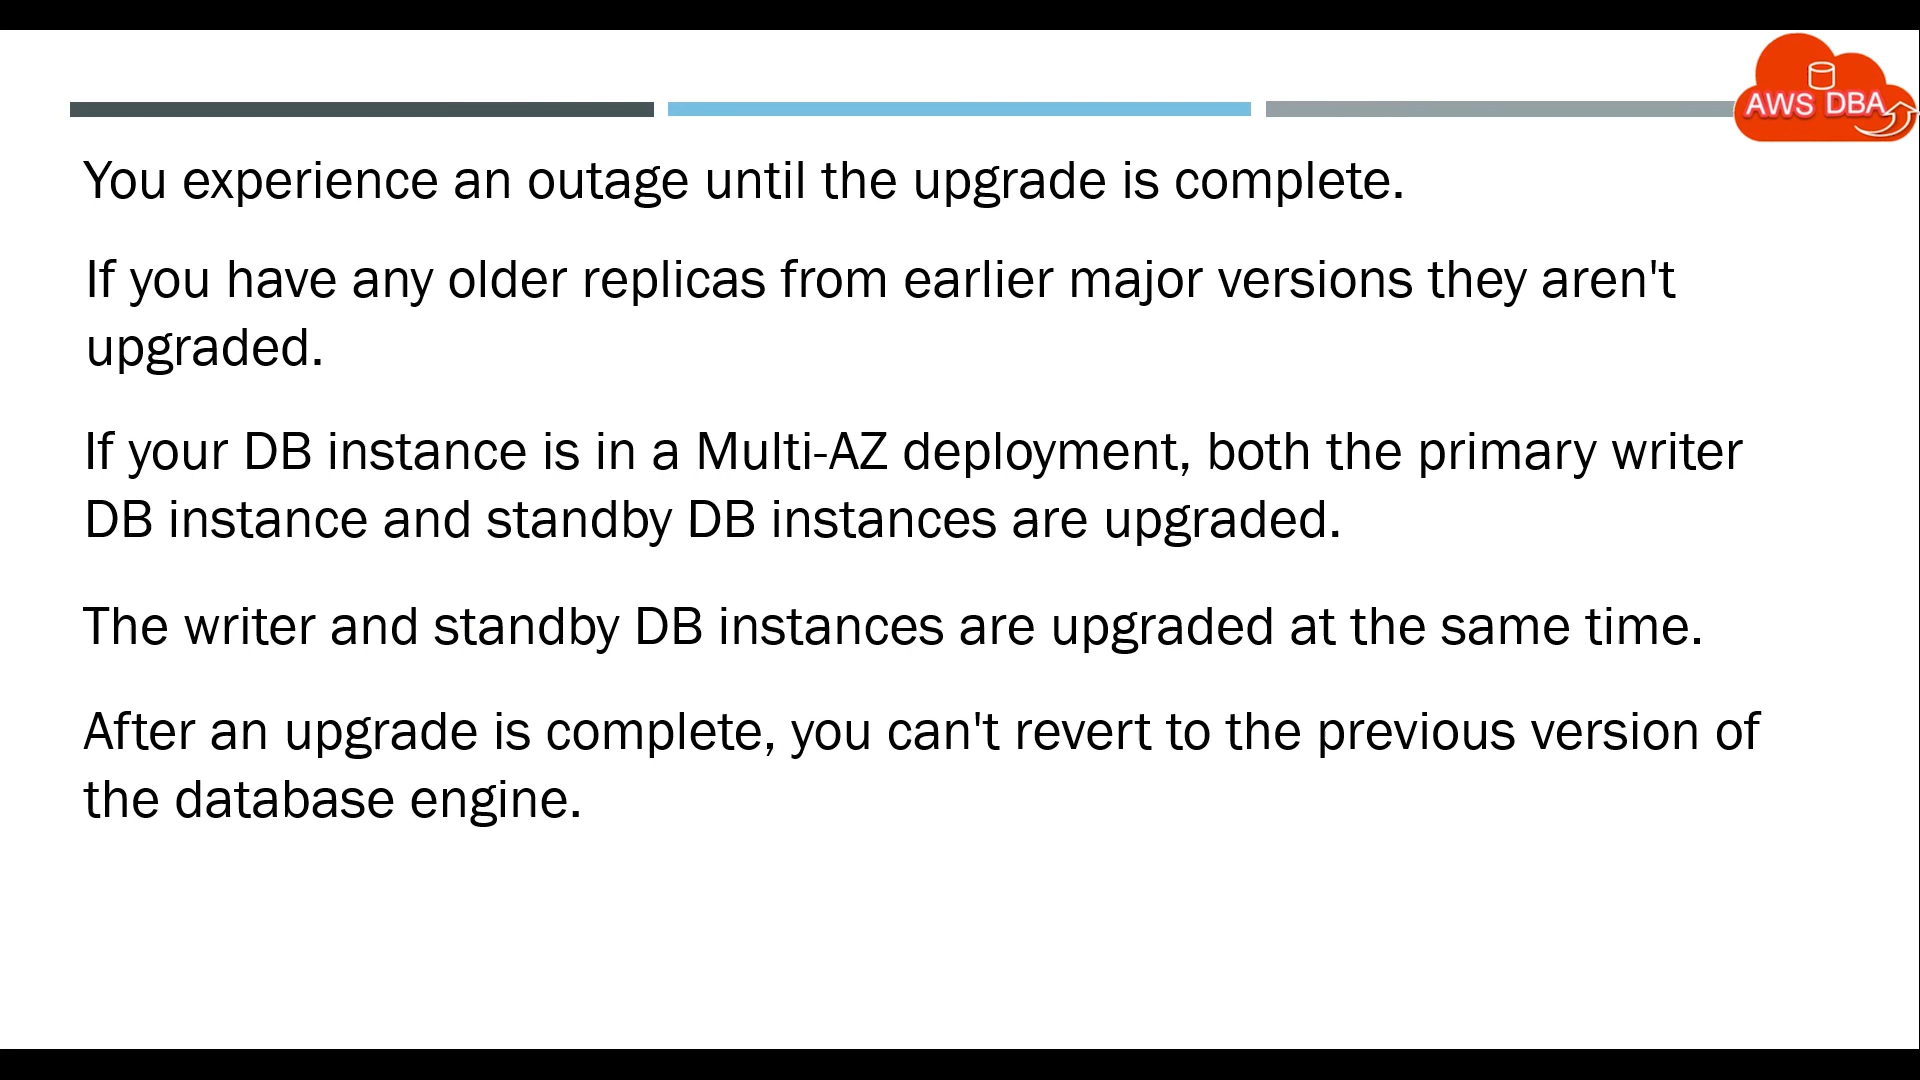 AWS DBA
You experience an outage until the upgrade is complete.
If you have any older replicas from earlier major versions they aren't
upgraded.
If your DB instance is in a Multi-AZ deployment, both the primary writer
DB instance and standby DB instances are upgraded.
The writer and standby DB instances are upgraded at the same time.
After an upgrade is complete, you can't revert to the previous version of
the database engine.